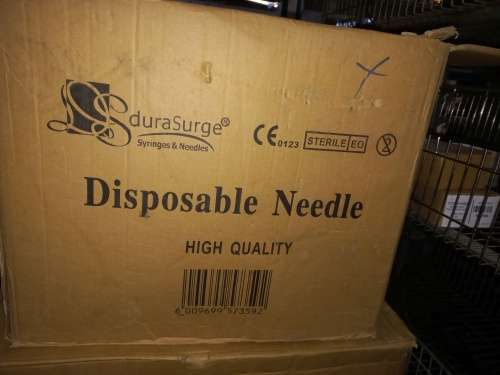 duraSurge®
Syringes & Needles
CE 0123 STERILE EO
Disposable Needle
HIGH QUALITY
6 009699 573592